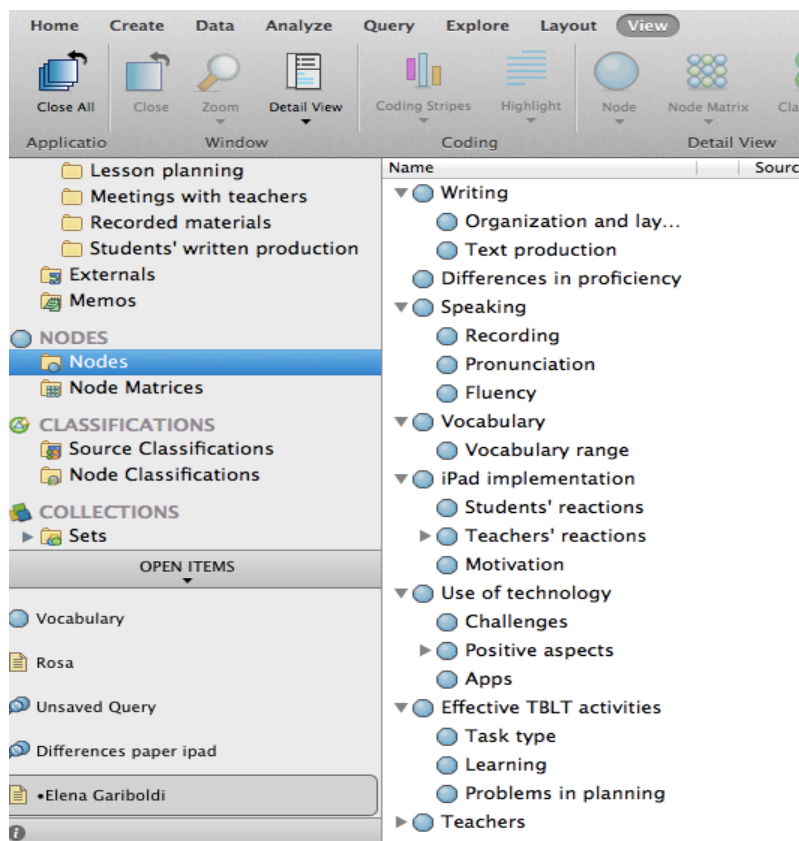 Home Create Data Analyze Query Explore Layout View
Close All Close Zoom Detail View Coding Stripes Highlight Node Node Matrix Cla
Applicatio Window Coding Detail View
Lesson planning
Meetings with teachers
Recorded materials
Students' written production
Externals
Memos
NODES
Nodes
Node Matrices
CLASSIFICATIONS
Source Classifications
Node Classifications
COLLECTIONS
Sets
OPEN ITEMS
Vocabulary
Rosa
Unsaved Query
Differences paper ipad
•Elena Gariboldi
Name Sourc
Writing
Organization and lay...
Text production
Differences in proficiency
Speaking
Recording
Pronunciation
Fluency
Vocabulary
Vocabulary range
iPad implementation
Students' reactions
Teachers' reactions
Motivation
Use of technology
Challenges
Positive aspects
Apps
Effective TBLT activities
Task type
Learning
Problems in planning
Teachers